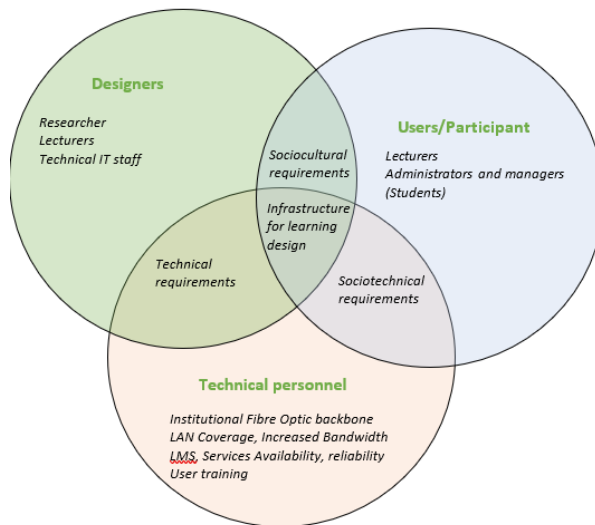 Designers
Researcher
Lecturers
Technical IT staff
Users/Participant
Lecturers
Administrators and managers
(Students)
Sociocultural
requirements
Infrastructure
for learning
design
Technical
requirements
Sociotechnical
requirements
Technical personnel
Institutional Fibre Optic backbone
LAN Coverage, Increased Bandwidth
LMS, Services Availability, reliability
User training